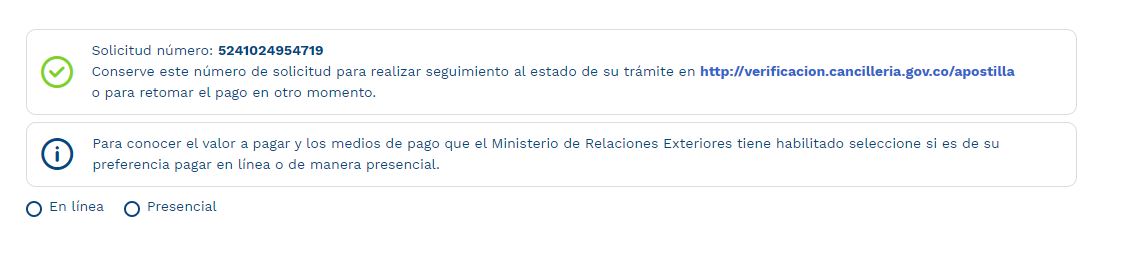 Solicitud número: 5241024954719
Conserve este número de solicitud para realizar seguimiento al estado de su trámite en http://verificacion.cancilleria.gov.co/apostilla
o para retomar el pago en otro momento.
Para conocer el valor a pagar y los medios de pago que el Ministerio de Relaciones Exteriores tiene habilitado seleccione si es de su
preferencia pagar en línea o de manera presencial.
En línea Presencial